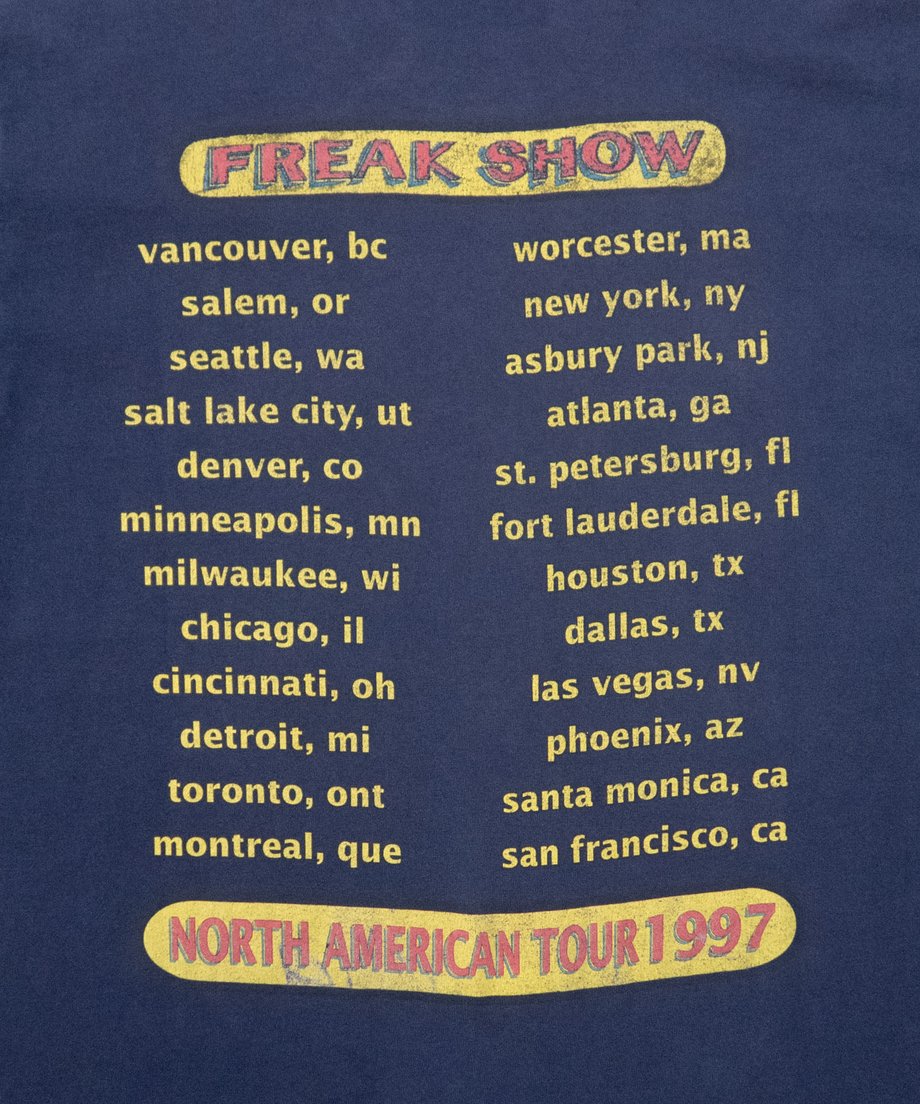 FREAK SHOW
vancouver, bc
salem, or
seattle, wa
salt lake city, ut
denver, co
minneapolis, mn
milwaukee, wi
chicago, il
cincinnati, oh
detroit, mi
toronto, ont
montreal, que
worcester, ma
new york, ny
asbury park, nj
atlanta, ga
st. petersburg, fl
fort lauderdale, fl
houston, tx
dallas, tx
las vegas, nv
phoenix, az
santa monica, ca
san francisco, ca
NORTH AMERICAN TOUR 1997